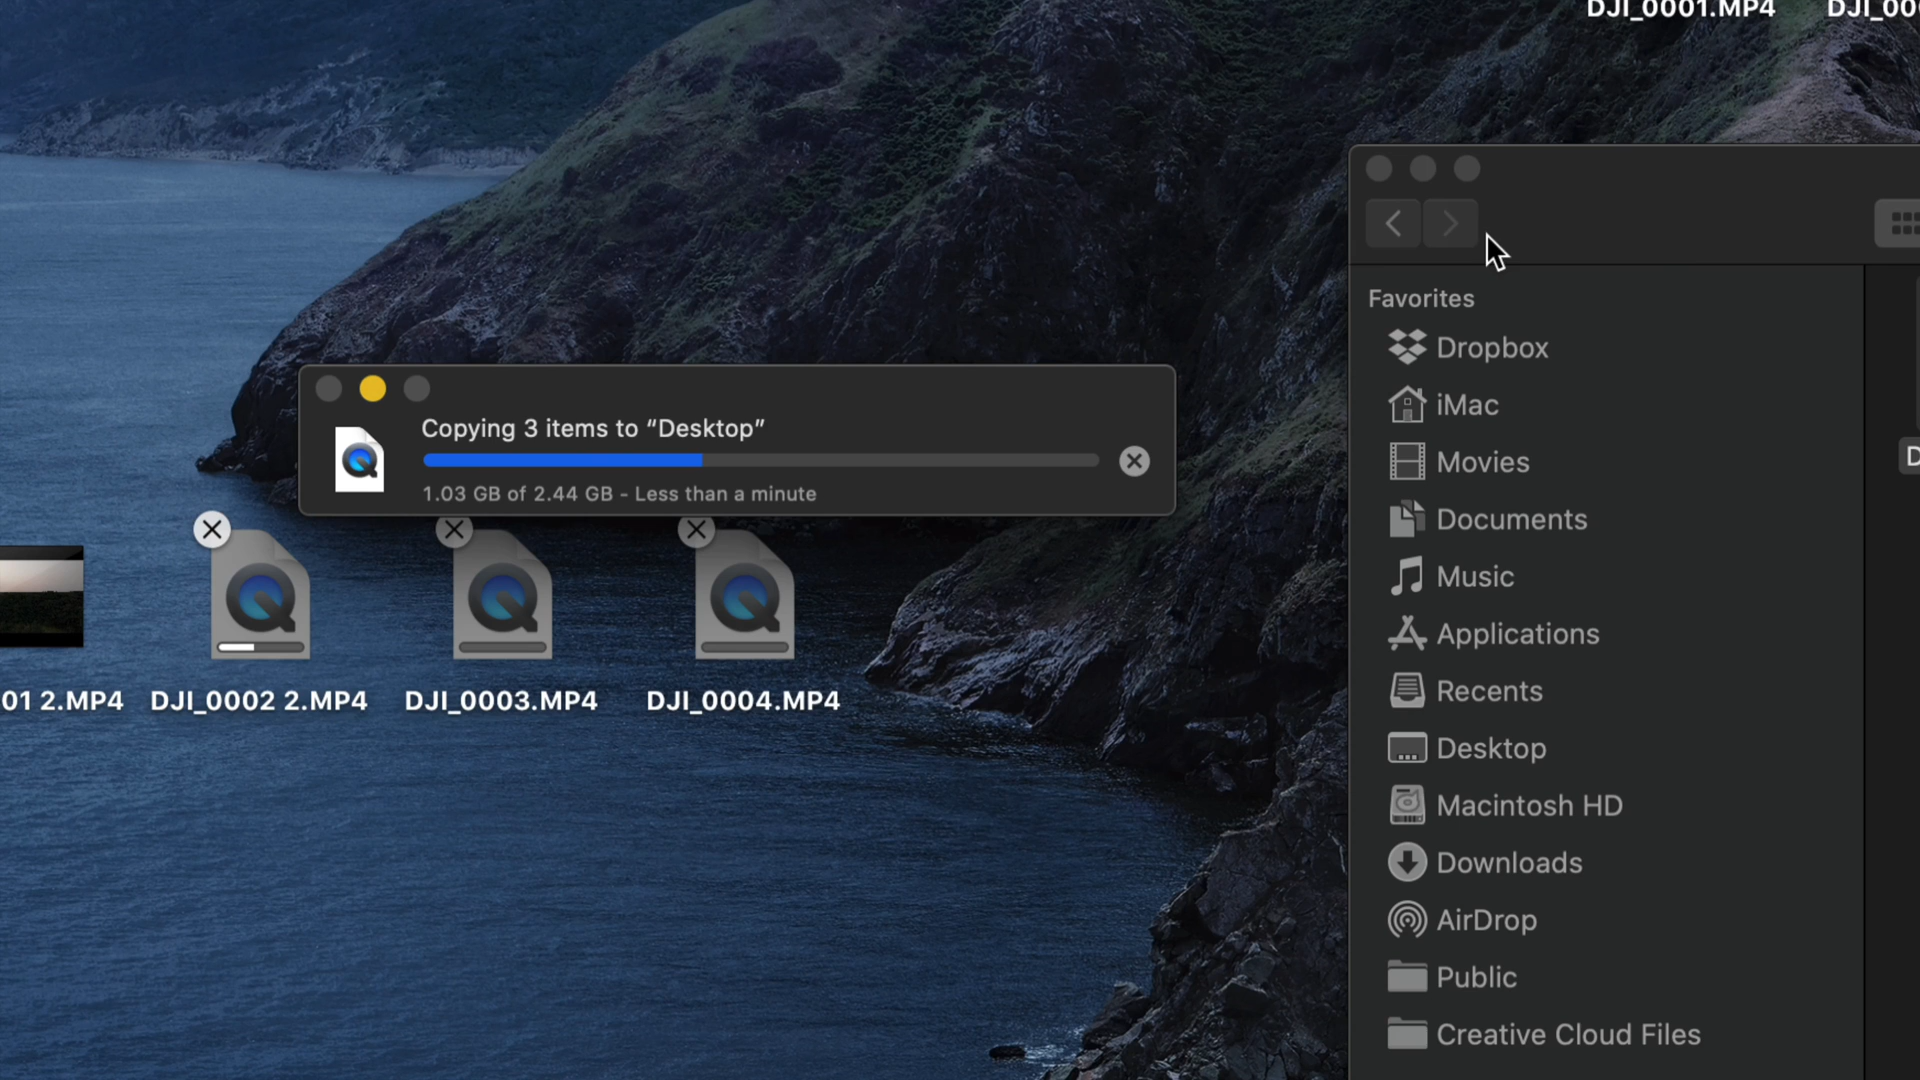 DJI_0001.MP4
Copying 3 items to “Desktop”
1.03 GB of 2.44 GB - Less than a minute
01 2.MP4
DJI_0002 2.MP4
DJI_0003.MP4
DJI_0004.MP4
Favorites
Dropbox
iMac
Movies
Documents
Music
Applications
Recents
Desktop
Macintosh HD
Downloads
AirDrop
Public
Creative Cloud Files